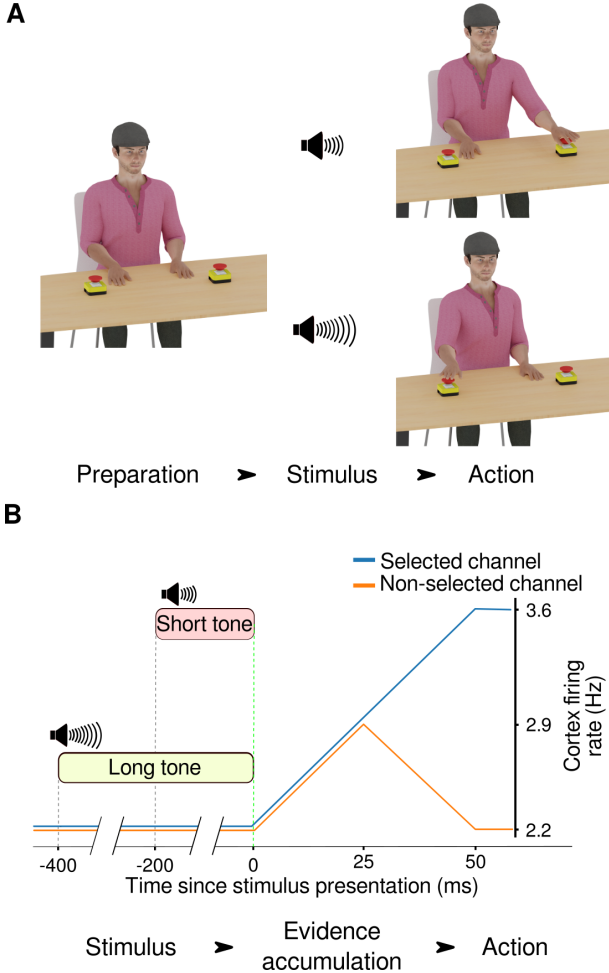 A
Preparation ➤ Stimulus ➤ Action
B
Selected channel
Non-selected channel
Short tone
Long tone
3.6
2.9
2.2
Cortex firing
rate (Hz)
-400 -200 0 25 50
Time since stimulus presentation (ms)
Stimulus ➤ Evidence accumulation ➤ Action